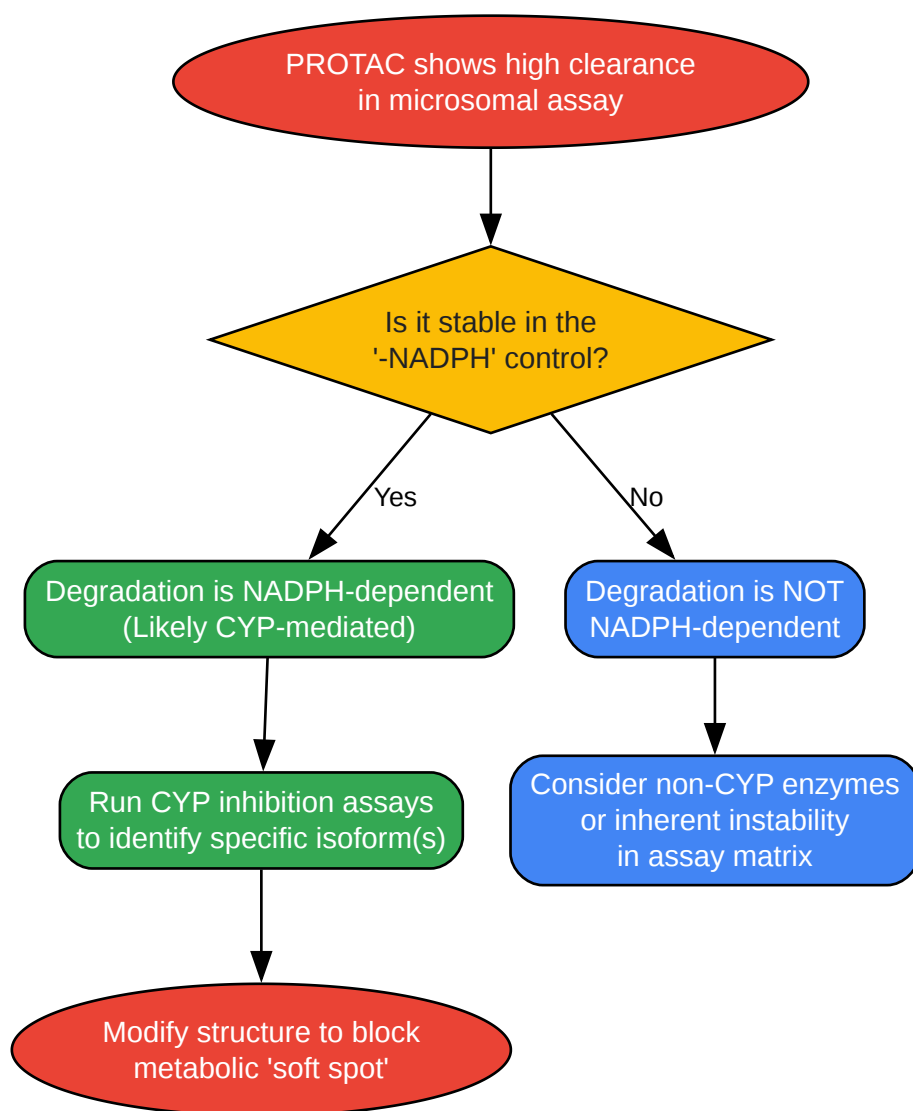 PROTAC shows high clearance
in microsomal assay
Is it stable in the
'-NADPH' control?
Yes
No
Degradation is NADPH-dependent
(Likely CYP-mediated)
Degradation is NOT
NADPH-dependent
Run CYP inhibition assays
to identify specific isoform(s)
Consider non-CYP enzymes
or inherent instability
in assay matrix
Modify structure to block
metabolic 'soft spot'